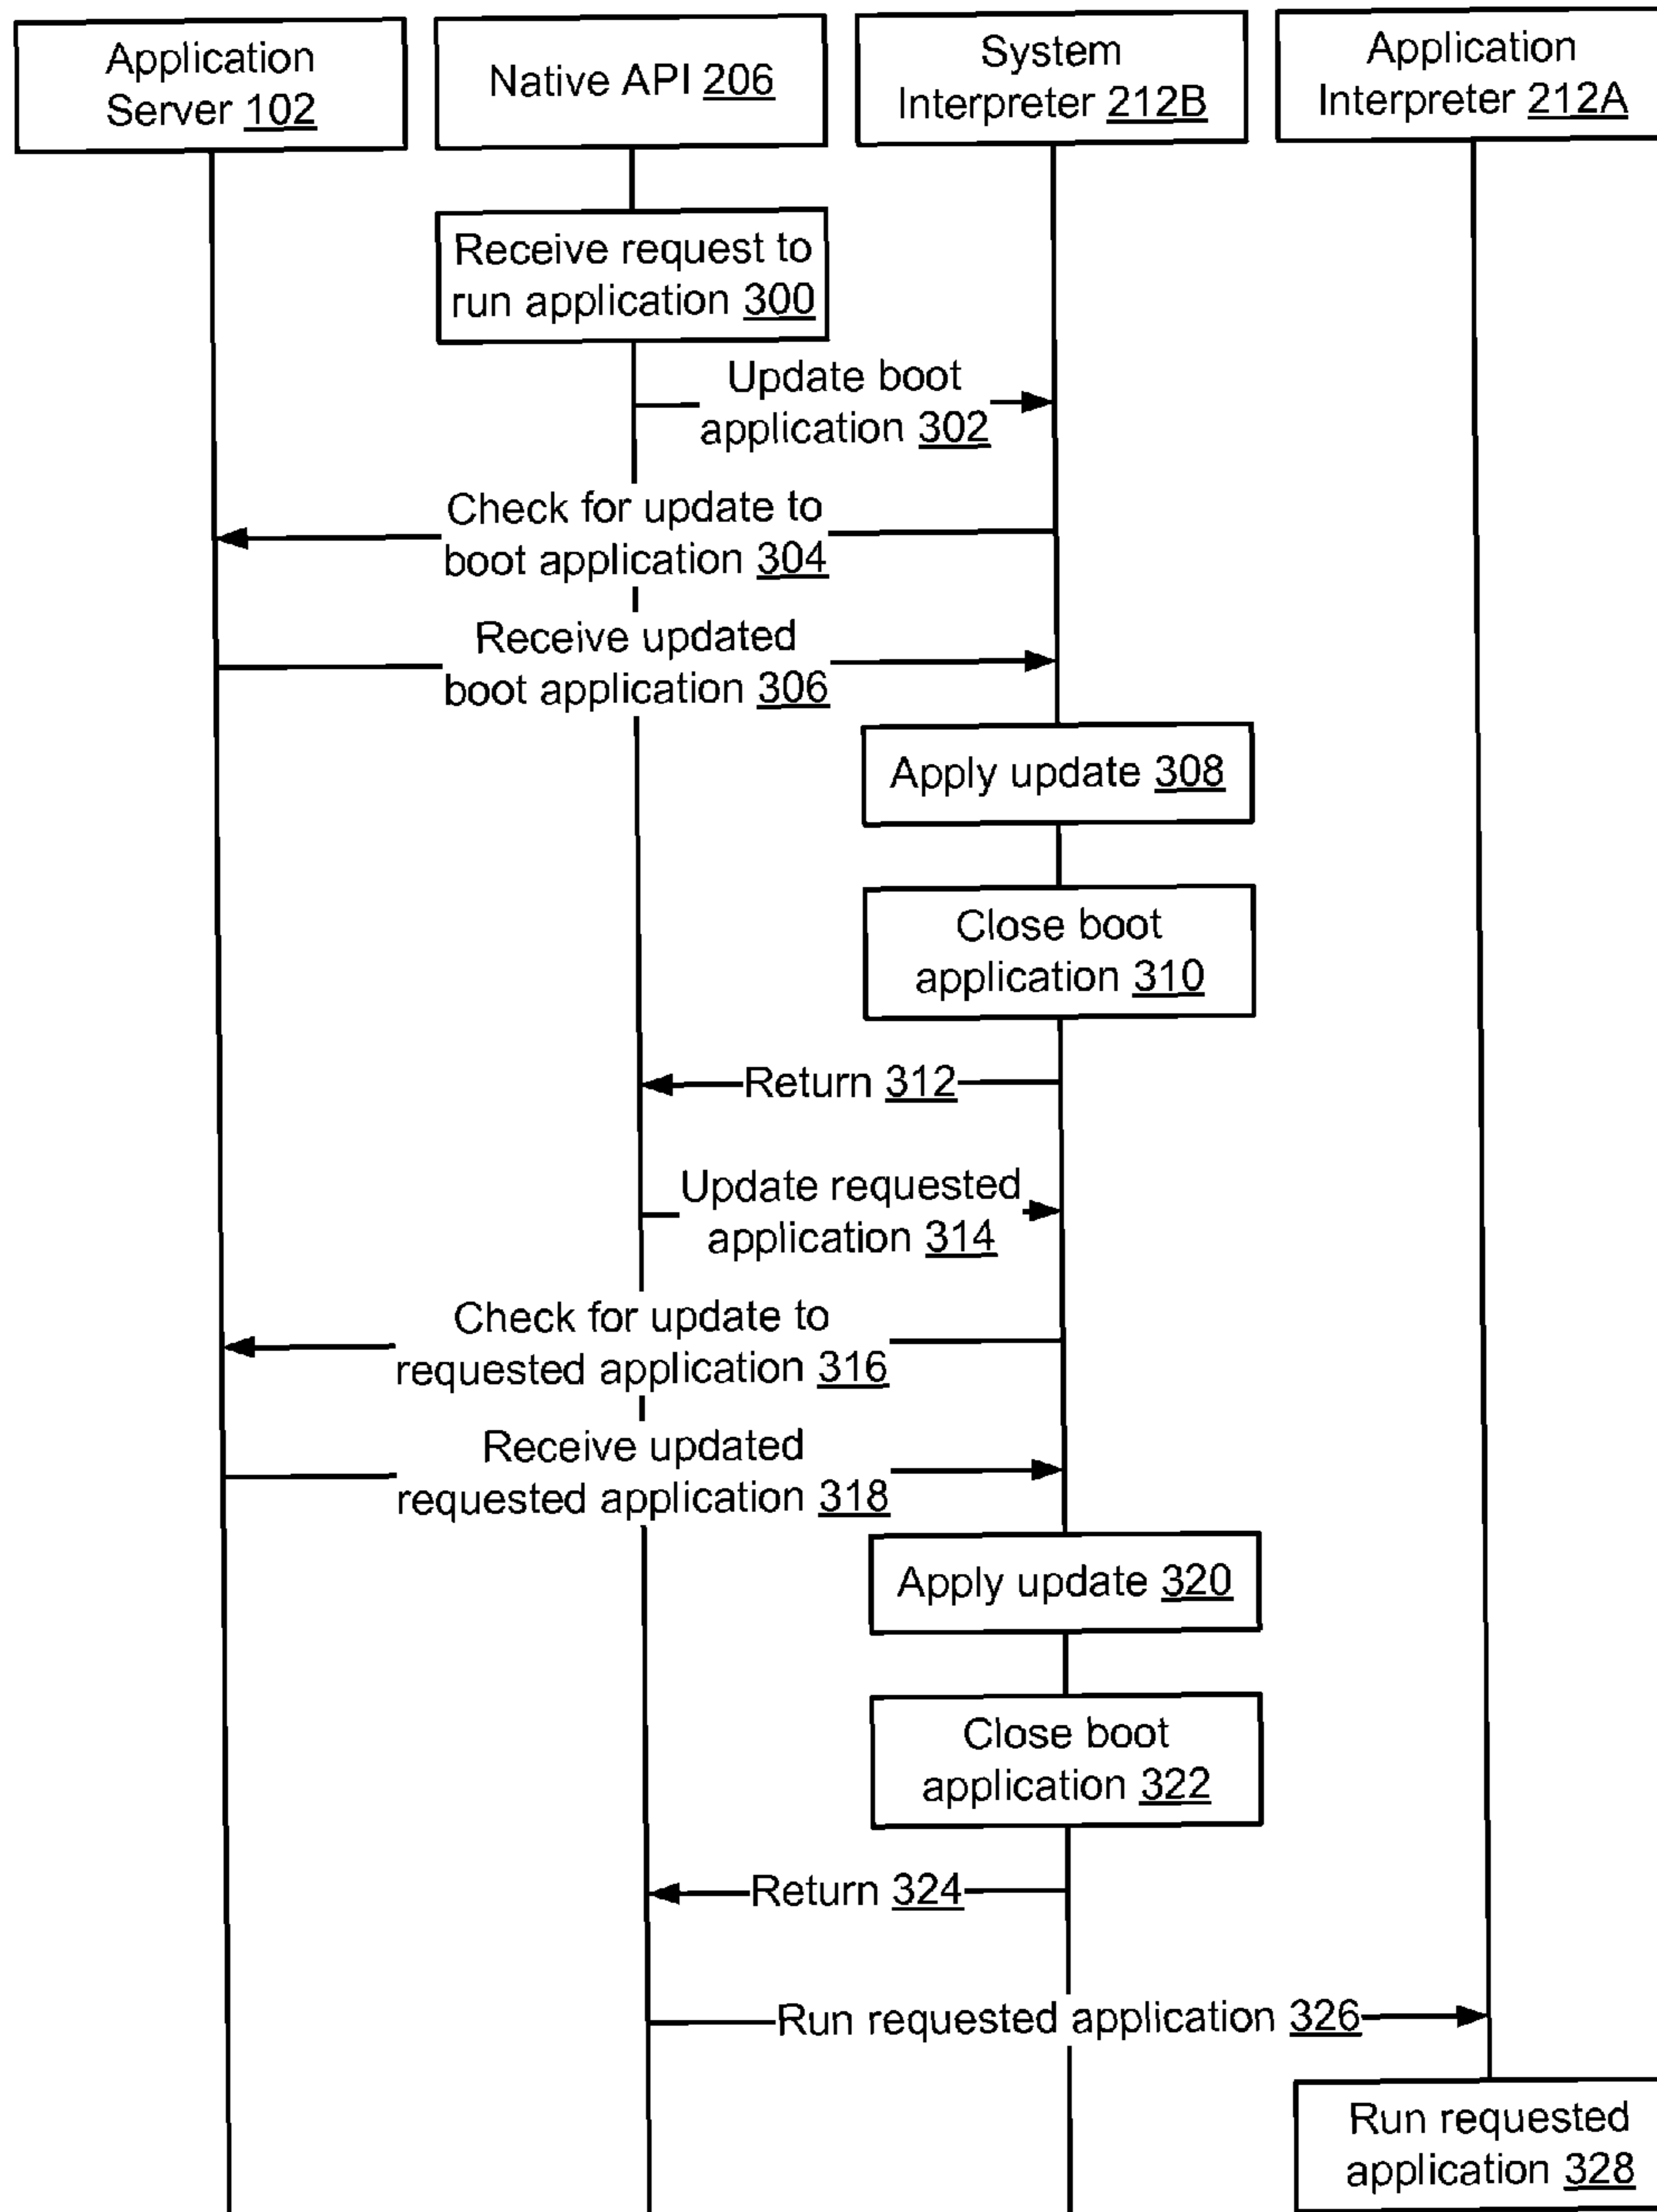 Application
Server 102
Native API 206
System
Interpreter 212B
Application
Interpreter 212A
Receive request to
run application 300
Update boot
application 302
Check for update to
boot application 304
Receive updated
boot application 306
Apply update 308
Close boot
application 310
Return 312
Update requested
application 314
Check for update to
requested application 316
Receive updated
requested application 318
Apply update 320
Close boot
application 322
Return 324
Run requested application 326
Run requested
application 328